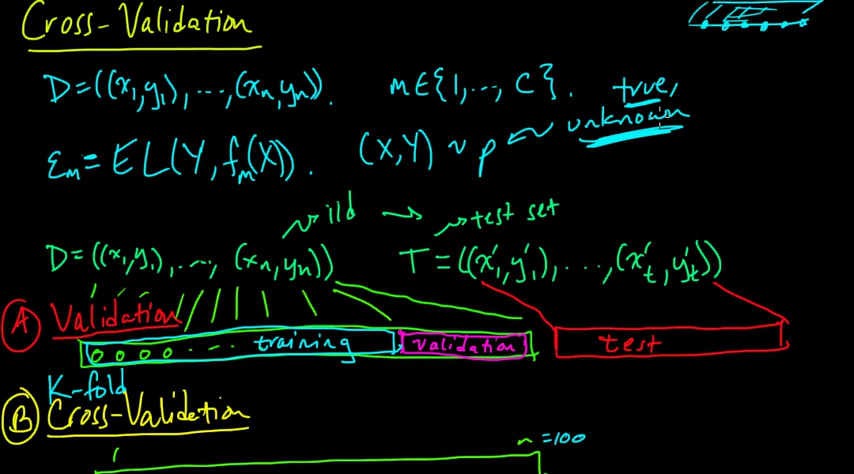 Cross-Validation
D=((x₁,y₁),...,(xₙ,yₙ)). m∈{1,...,C}. true,
unknown
εₘ = E L(Y, fₘ(X)). (X,Y) ~ p
iid → test set
D=((x₁,y₁),...,(xₙ,yₙ)) T=((x'₁,y'₁),...,(x'ₜ,y'ₜ))
A Validation
training validation test
K-fold
B Cross-Validation
n=100
1